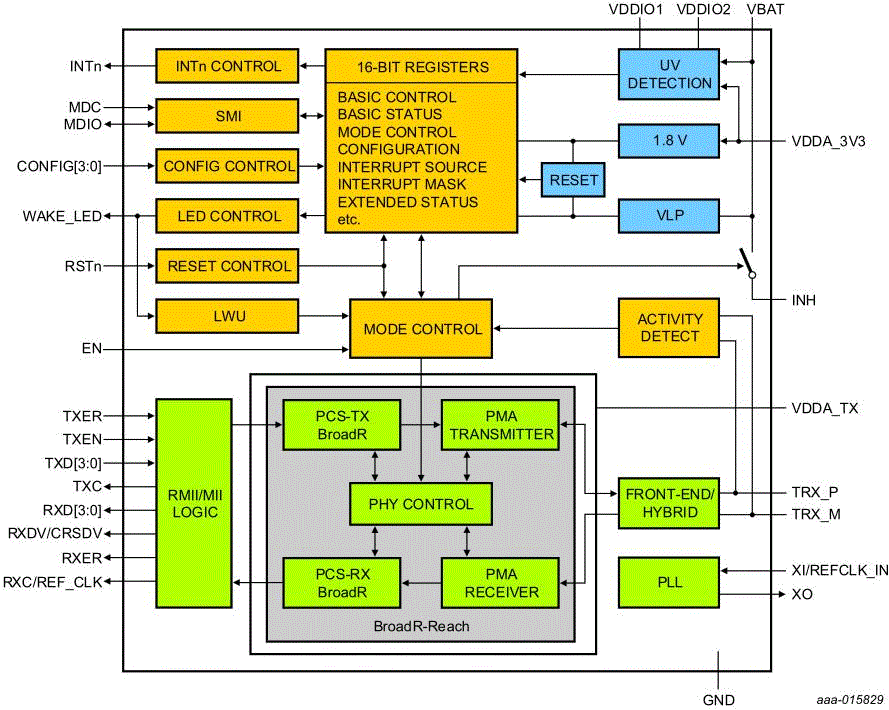 VDDIO1 VDDIO2 VBAT
INTn
INTn CONTROL
MDC
MDIO
SMI
CONFIG[3:0]
CONFIG CONTROL
WAKE_LED
LED CONTROL
RSTn
RESET CONTROL
LWU
EN
16-BIT REGISTERS
BASIC CONTROL
BASIC STATUS
MODE CONTROL
CONFIGURATION
INTERRUPT SOURCE
INTERRUPT MASK
EXTENDED STATUS
etc.
UV
DETECTION
1.8 V
VDDA_3V3
RESET
VLP
INH
MODE CONTROL
ACTIVITY
DETECT
VDDA_TX
TXER
TXEN
TXD[3:0]
TXC
RXD[3:0]
RXDV/CRSDV
RXER
RXC/REF_CLK
RMII/MII
LOGIC
PCS-TX
BroadR
PMA
TRANSMITTER
PHY CONTROL
PCS-RX
BroadR
PMA
RECEIVER
BroadR-Reach
FRONT-END/
HYBRID
TRX_P
TRX_M
PLL
XI/REFCLK_IN
XO
GND
aaa-015829